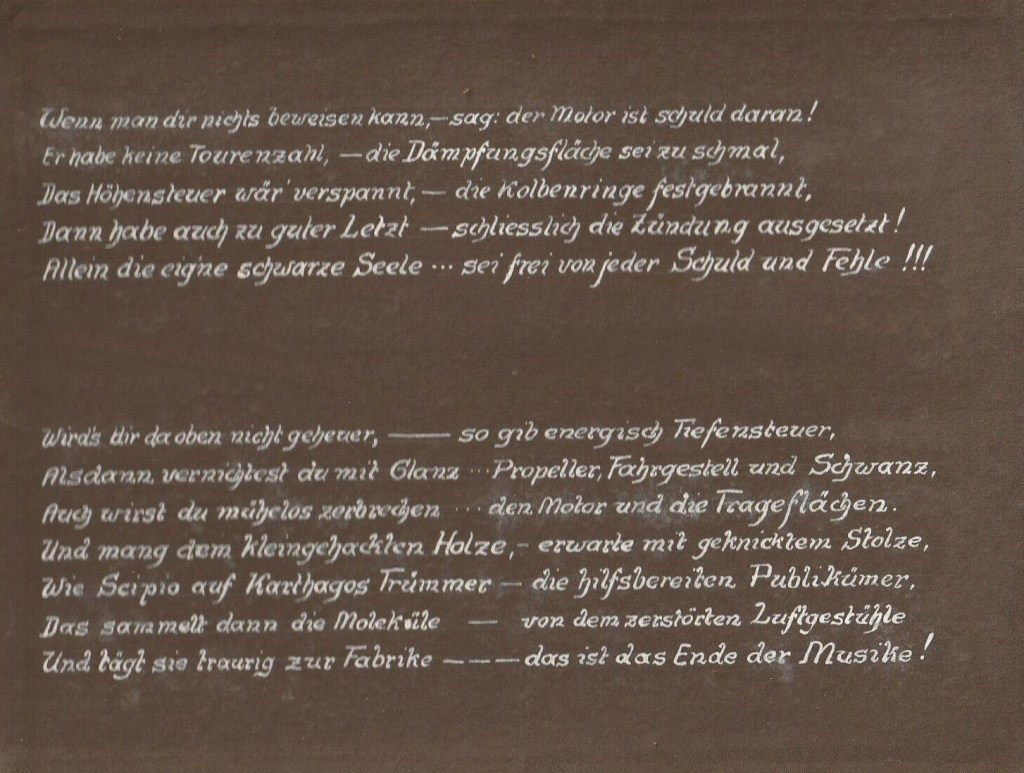 Wenn man dir nichts beweisen kann,— sag: der Motor ist schuld daran!
Er habe keine Tourenzahl, — die Dämpfungsfläche sei zu schmal,
Das Höhensteuer wär' verspannt, — die Kolbenringe festgebrannt,
Dann habe auch zu guter Letzt — schliesslich die Zündung ausgesetzt!
Allein die eig'ne schwarze Seele ... sei frei von jeder Schuld und Fehle !!!
Wird's dir da oben nicht geheuer, —— so gib energisch Tiefensteuer,
Alsdann vernichtest du mit Glanz ... Propeller, Fahrgestell und Schwanz,
Auch wirst du mühelos zerbrechen ... den Motor und die Trageflächen.
Und mang dem kleingehackten Holze,- erwarte mit geknicktem Stolze,
Wie Scipio auf Karthagos Trümmer — die hilfsbereiten Publikümer,
Das sammelt dann die Moleküle — von dem zerstörten Luftgestühle
Und trägt sie traurig zur Fabrike — — — das ist das Ende der Musike!